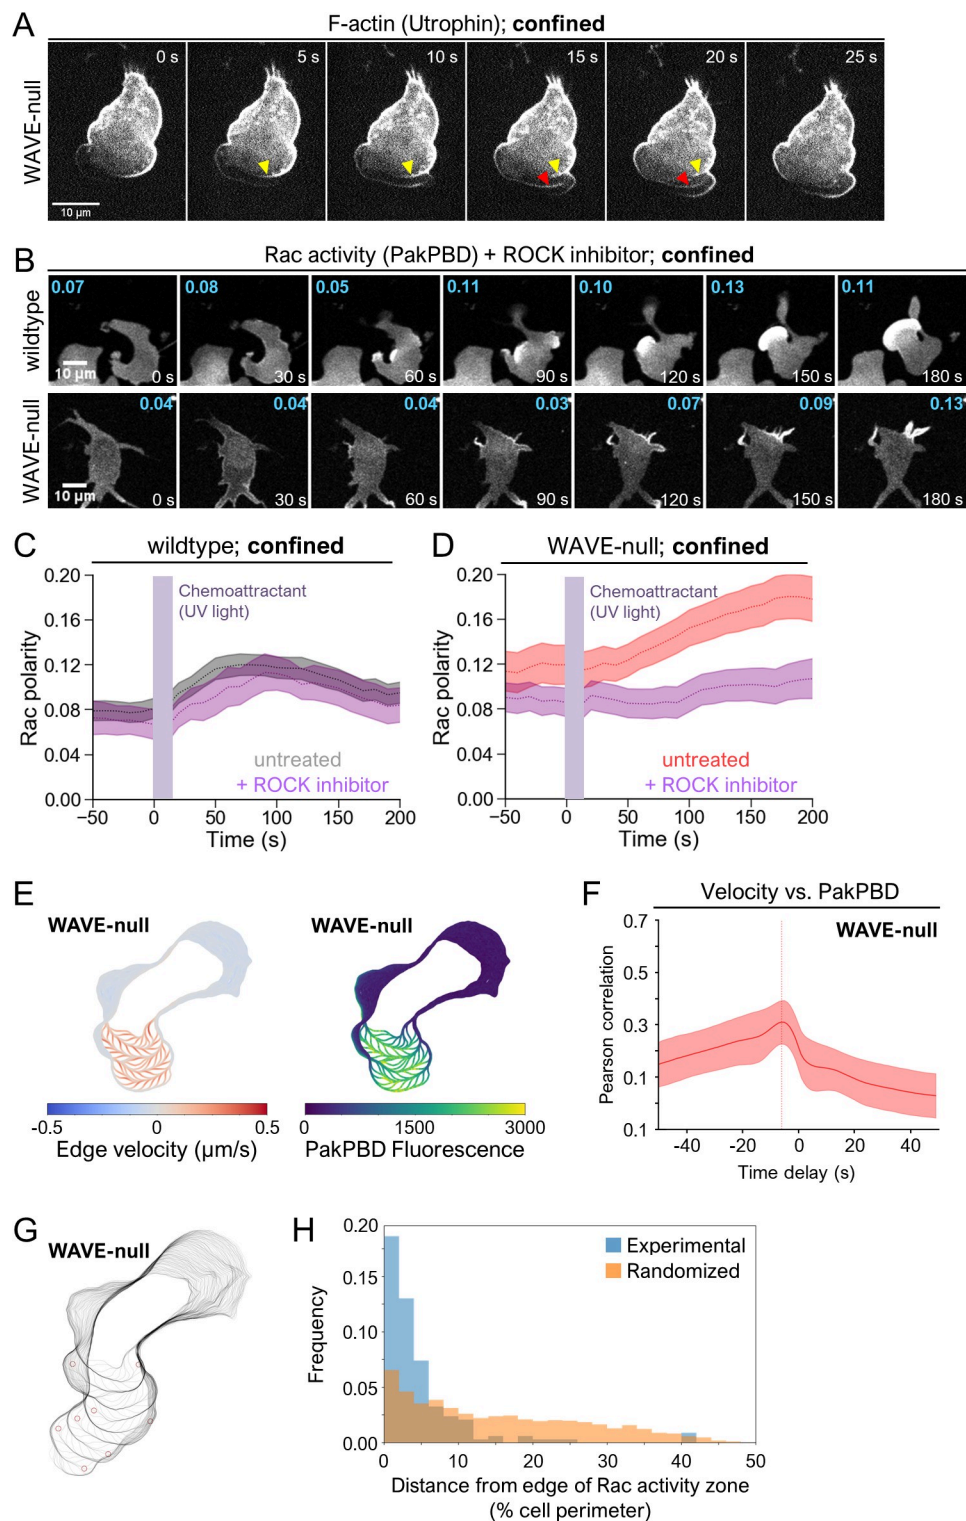 A
F-actin (Utrophin); confined
WAVE-null
0 s
5 s
10 s
15 s
20 s
25 s
10 µm
B
Rac activity (PakPBD) + ROCK inhibitor; confined
wildtype
0.07
0.08
0.05
0.11
0.10
0.13
0.11
10 µm
0 s
30 s
60 s
90 s
120 s
150 s
180 s
WAVE-null
0.04
0.04
0.04
0.03
0.07
0.09
0.13
10 µm
0 s
30 s
60 s
90 s
120 s
150 s
180 s
C
wildtype; confined
Rac polarity
0.20
0.16
0.12
0.08
0.04
0.00
Chemoattractant
(UV light)
untreated
+ ROCK inhibitor
−50
0
50
100
150
200
Time (s)
D
WAVE-null; confined
Rac polarity
0.20
0.16
0.12
0.08
0.04
0.00
Chemoattractant
(UV light)
untreated
+ ROCK inhibitor
−50
0
50
100
150
200
Time (s)
E
WAVE-null
-0.5
0
0.5
Edge velocity (µm/s)
WAVE-null
0
1500
3000
PakPBD Fluorescence
F
Velocity vs. PakPBD
WAVE-null
Pearson correlation
0.7
0.5
0.3
0.1
0.1
-40
-20
0
20
40
Time delay (s)
G
WAVE-null
H
Frequency
0.20
0.15
0.10
0.05
0.00
Experimental
Randomized
0
10
20
30
40
50
Distance from edge of Rac activity zone
(% cell perimeter)